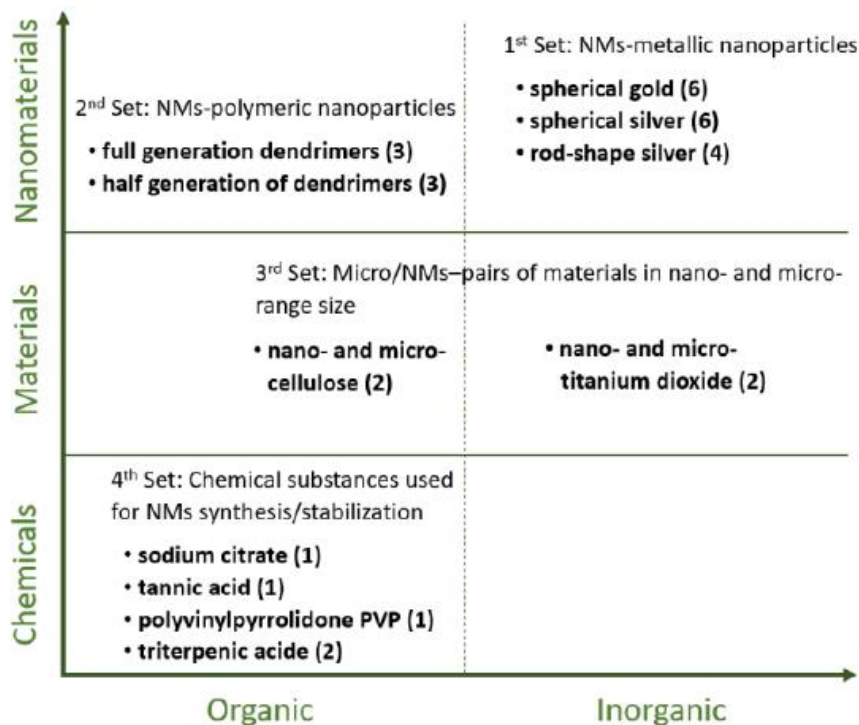 Nanomaterials
1st Set: NMs-metallic nanoparticles
• spherical gold (6)
• spherical silver (6)
• rod-shape silver (4)
2nd Set: NMs-polymeric nanoparticles
• full generation dendrimers (3)
• half generation of dendrimers (3)
Materials
3rd Set: Micro/NMs–pairs of materials in nano- and micro-
range size
• nano- and micro-
cellulose (2)
• nano- and micro-
titanium dioxide (2)
Chemicals
4th Set: Chemical substances used
for NMs synthesis/stabilization
• sodium citrate (1)
• tannic acid (1)
• polyvinylpyrrolidone PVP (1)
• triterpenic acide (2)
Organic
Inorganic